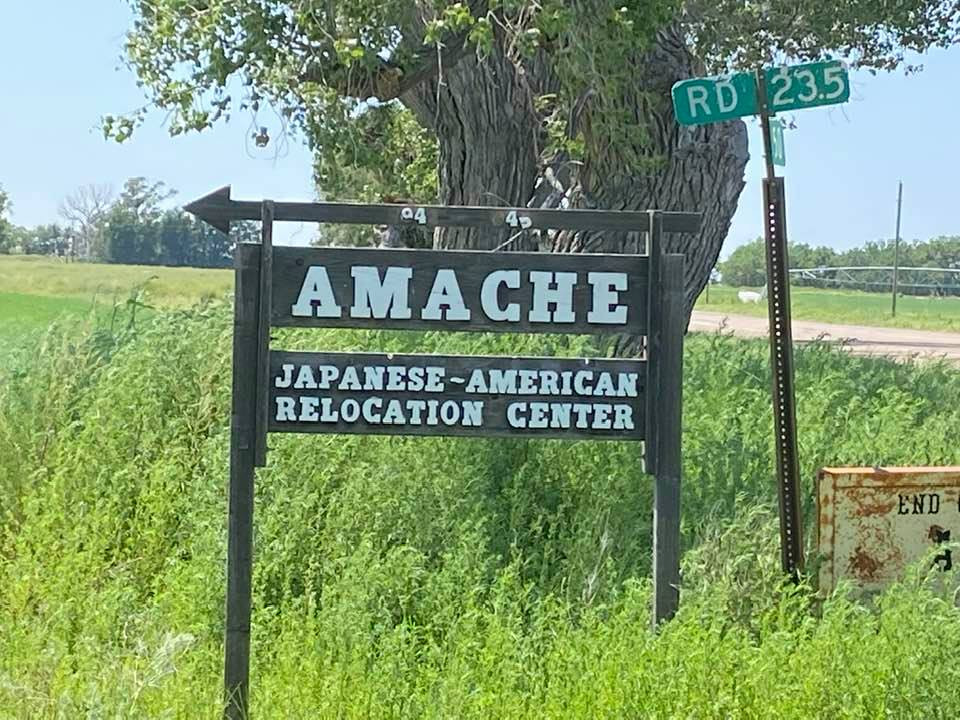 RD 23.5
AMACHE
JAPANESE~AMERICAN
RELOCATION CENTER
END